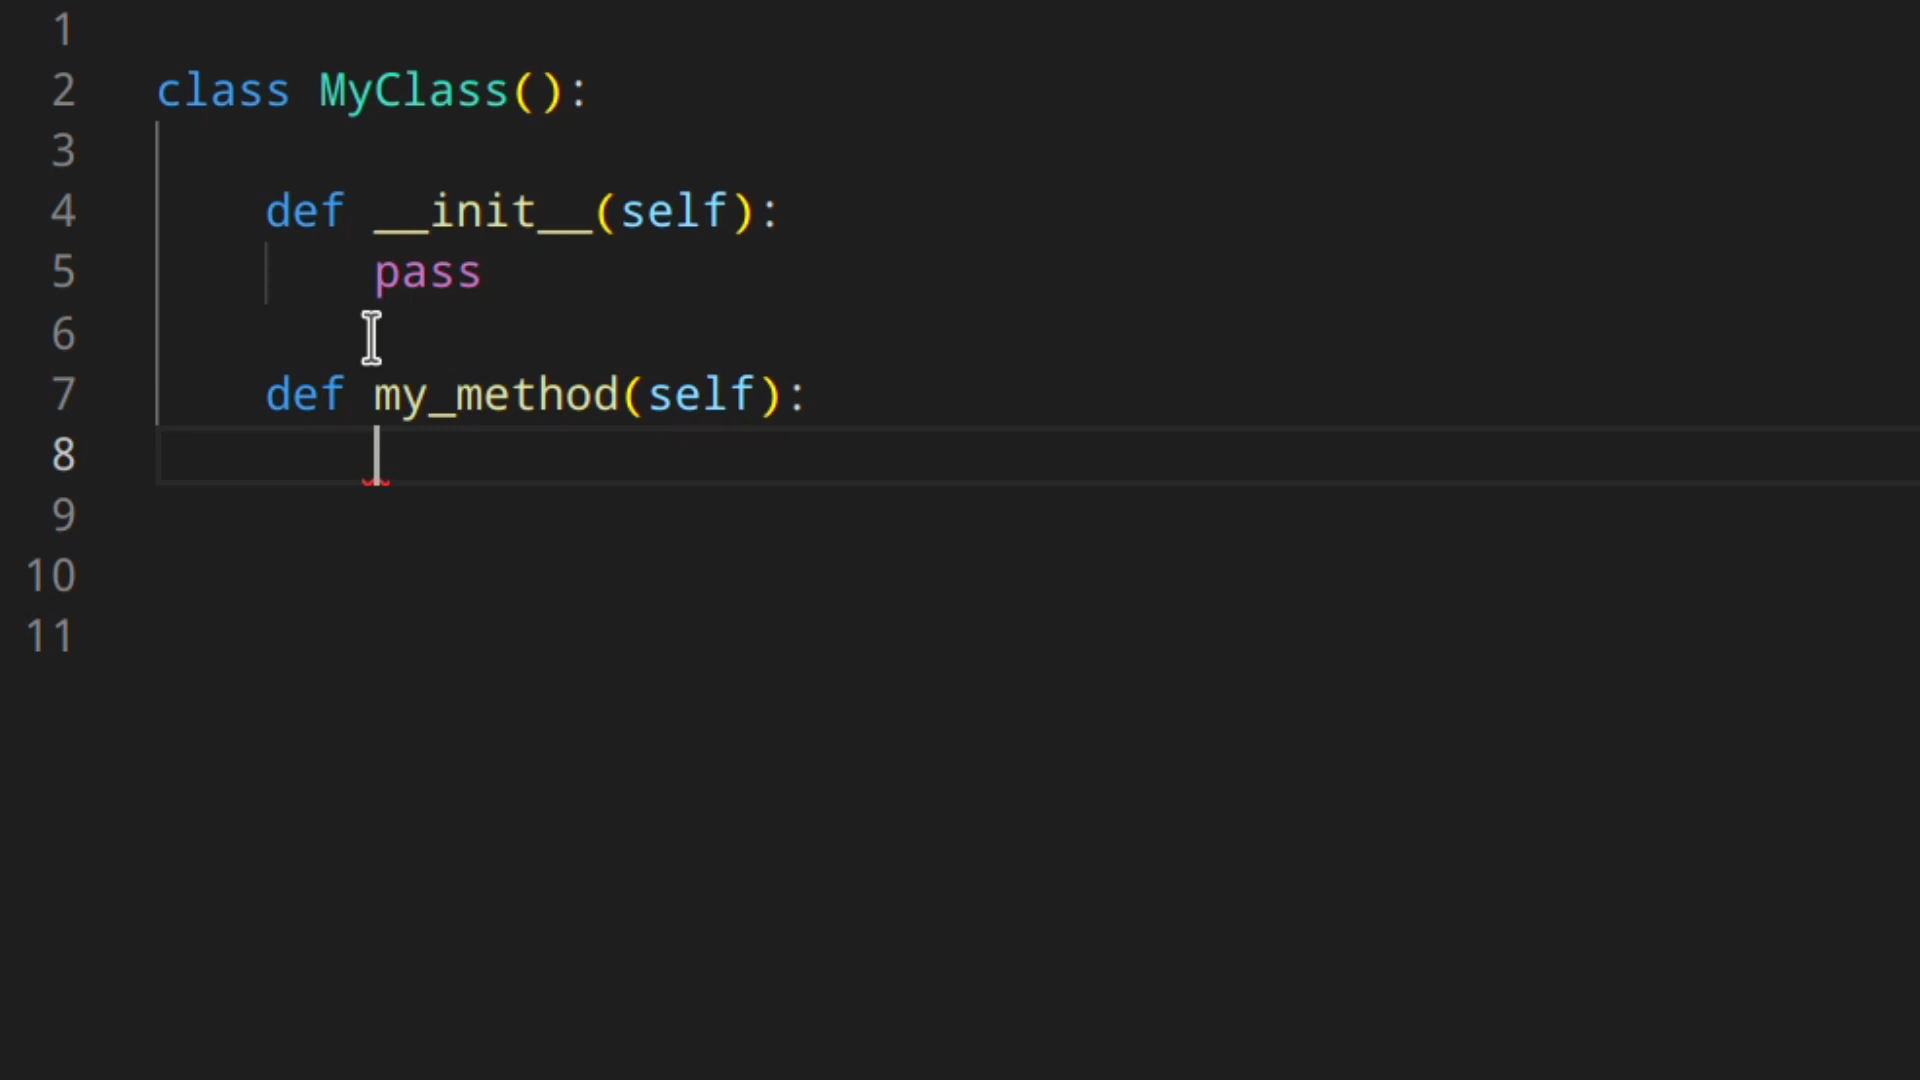 1
2 class MyClass():
3
4     def __init__(self):
5         pass
6
7     def my_method(self):
8
9
10
11